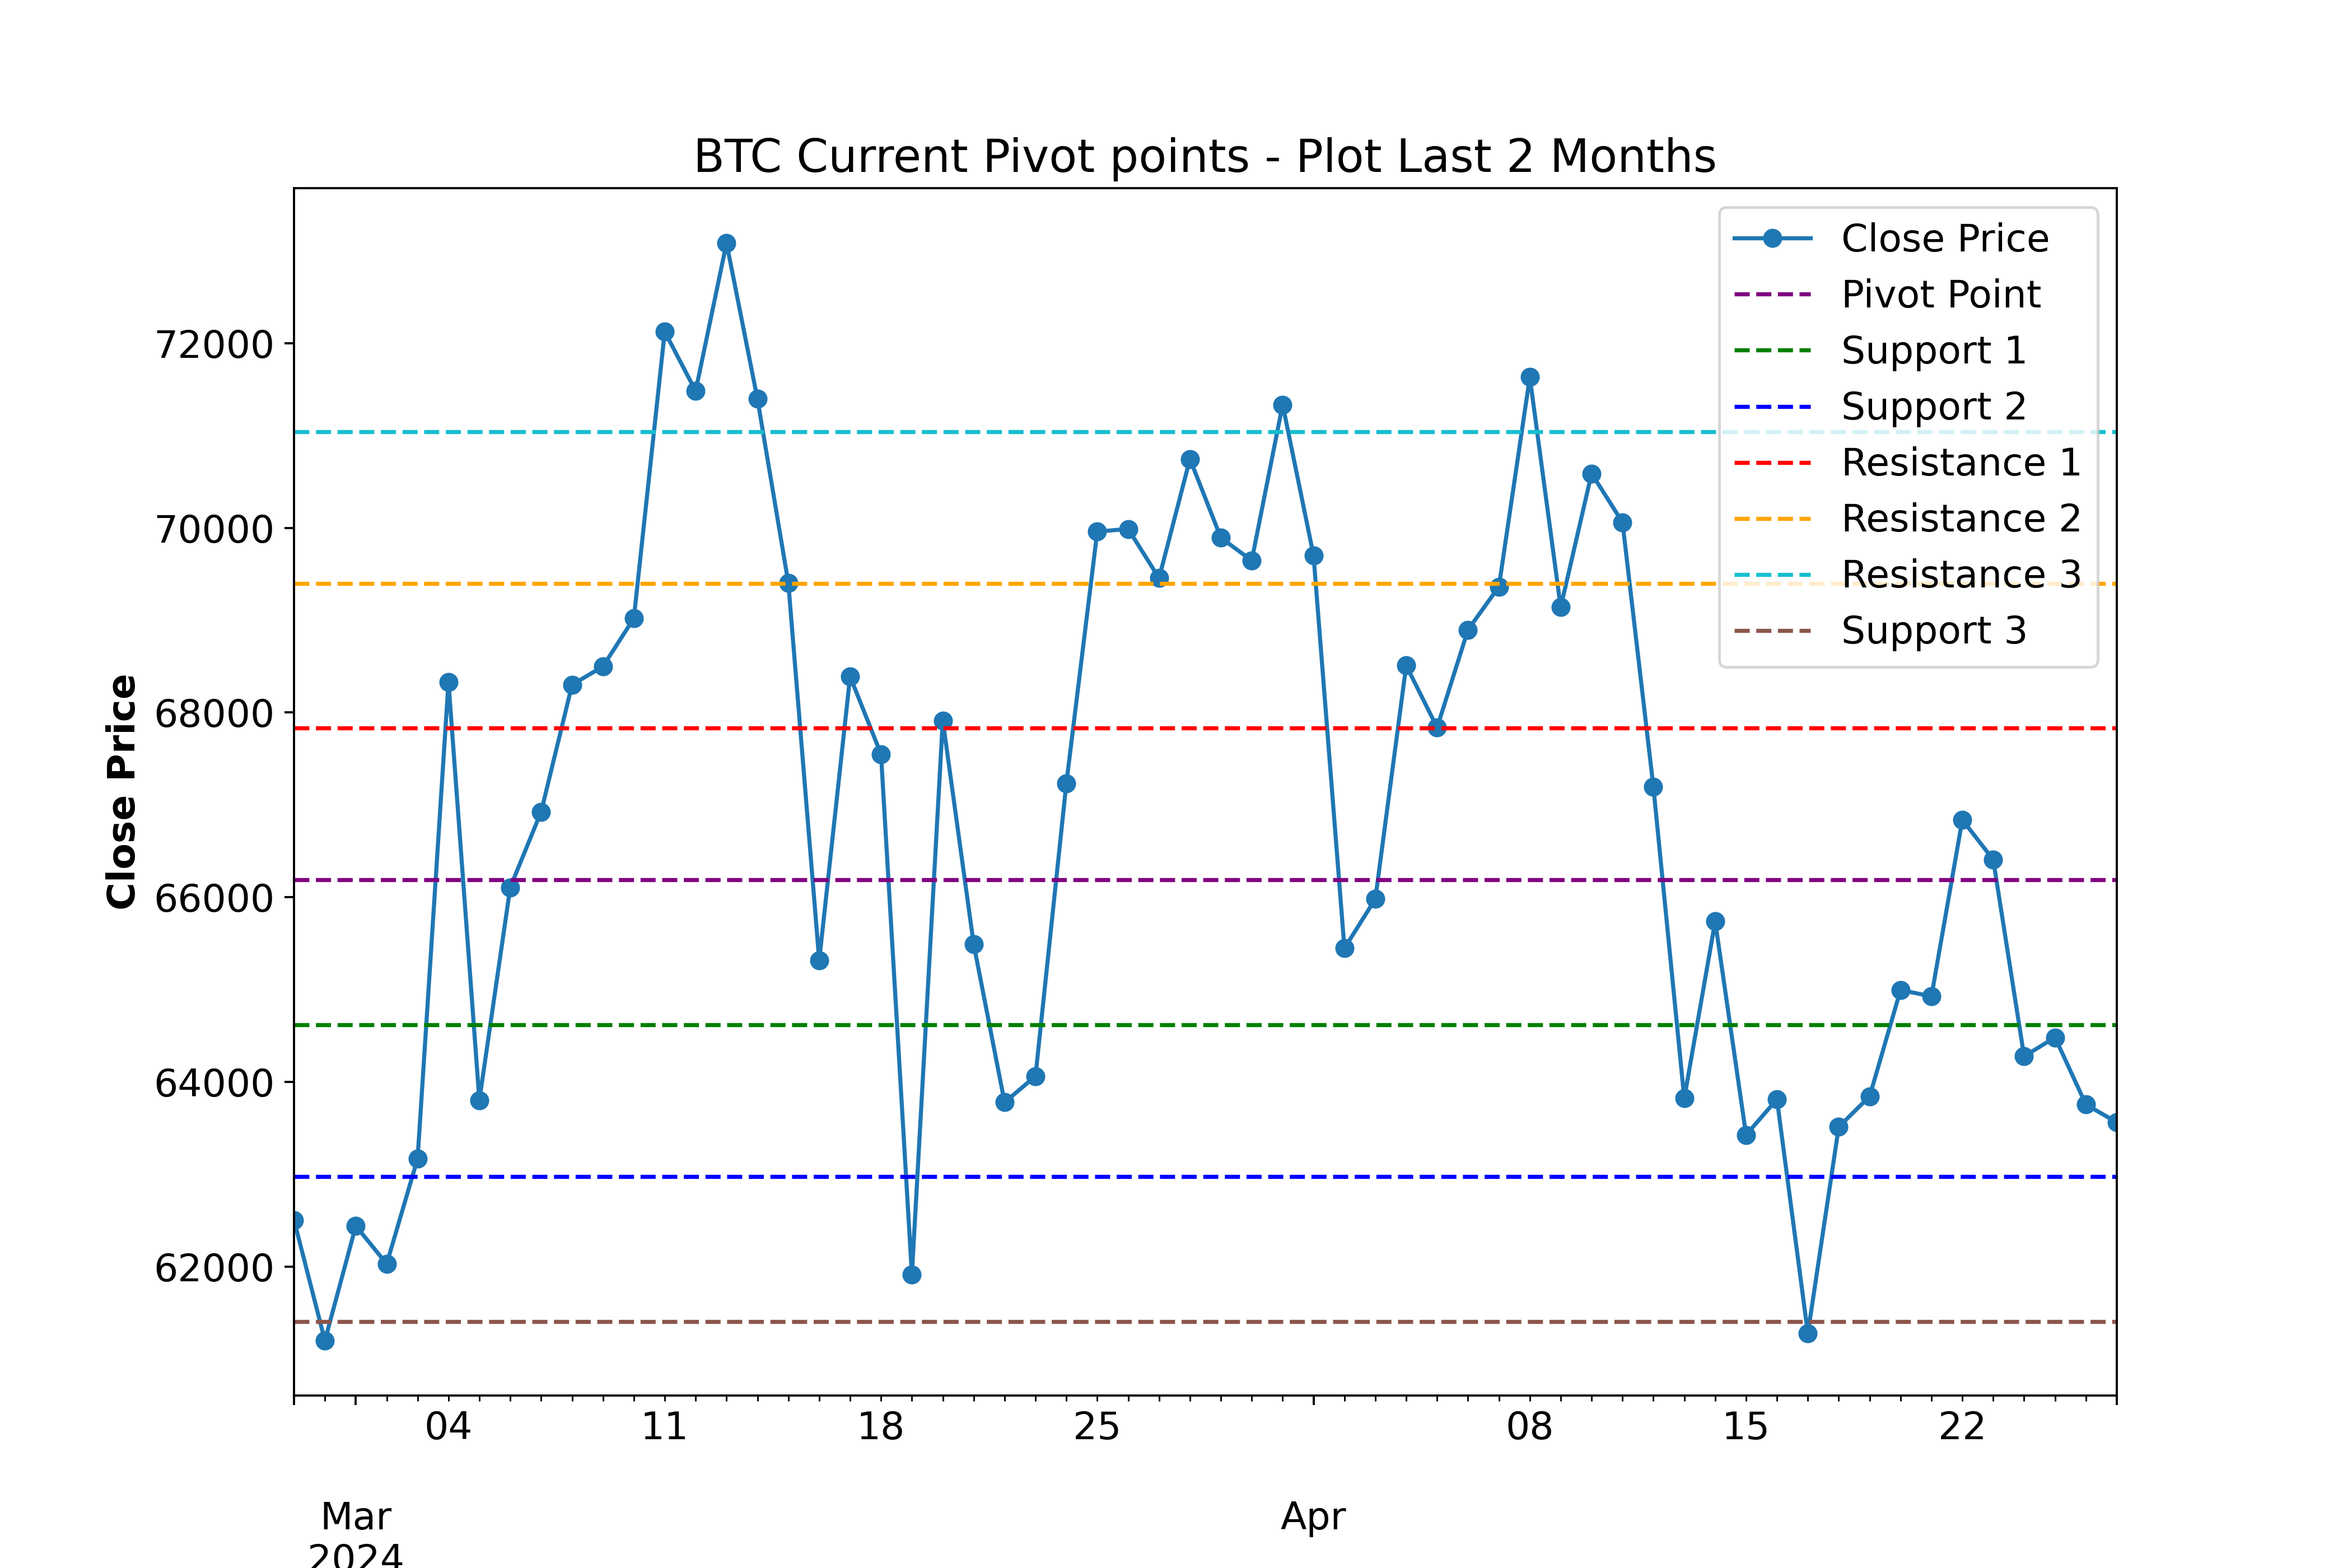 BTC Current Pivot points - Plot Last 2 Months
Close Price
Pivot Point
Support 1
Support 2
Resistance 1
Resistance 2
Resistance 3
Support 3
72000
70000
68000
66000
64000
62000
Close Price
04 11 18 25 08 15 22
Mar Apr
2024